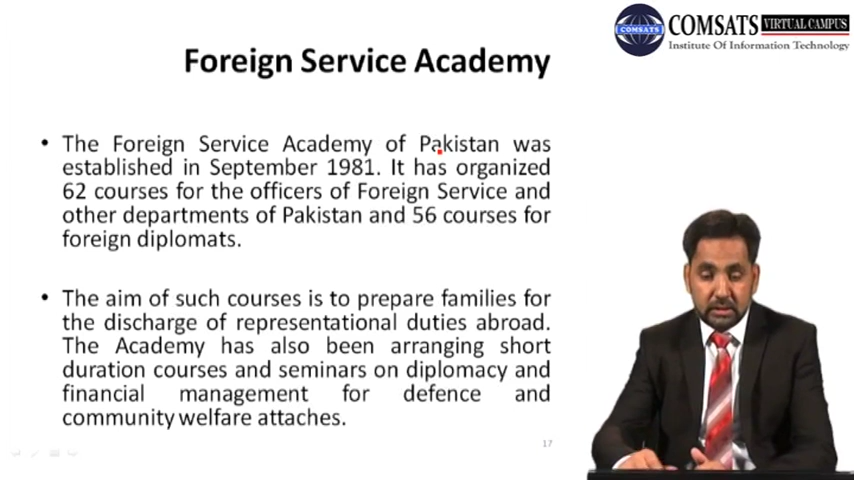 COMSATS VIRTUAL CAMPUS
COMSATS
Institute Of Information Technology
Foreign Service Academy
• The Foreign Service Academy of Pakistan was
established in September 1981. It has organized
62 courses for the officers of Foreign Service and
other departments of Pakistan and 56 courses for
foreign diplomats.
• The aim of such courses is to prepare families for
the discharge of representational duties abroad.
The Academy has also been arranging short
duration courses and seminars on diplomacy and
financial management for defence and
community welfare attaches.
17